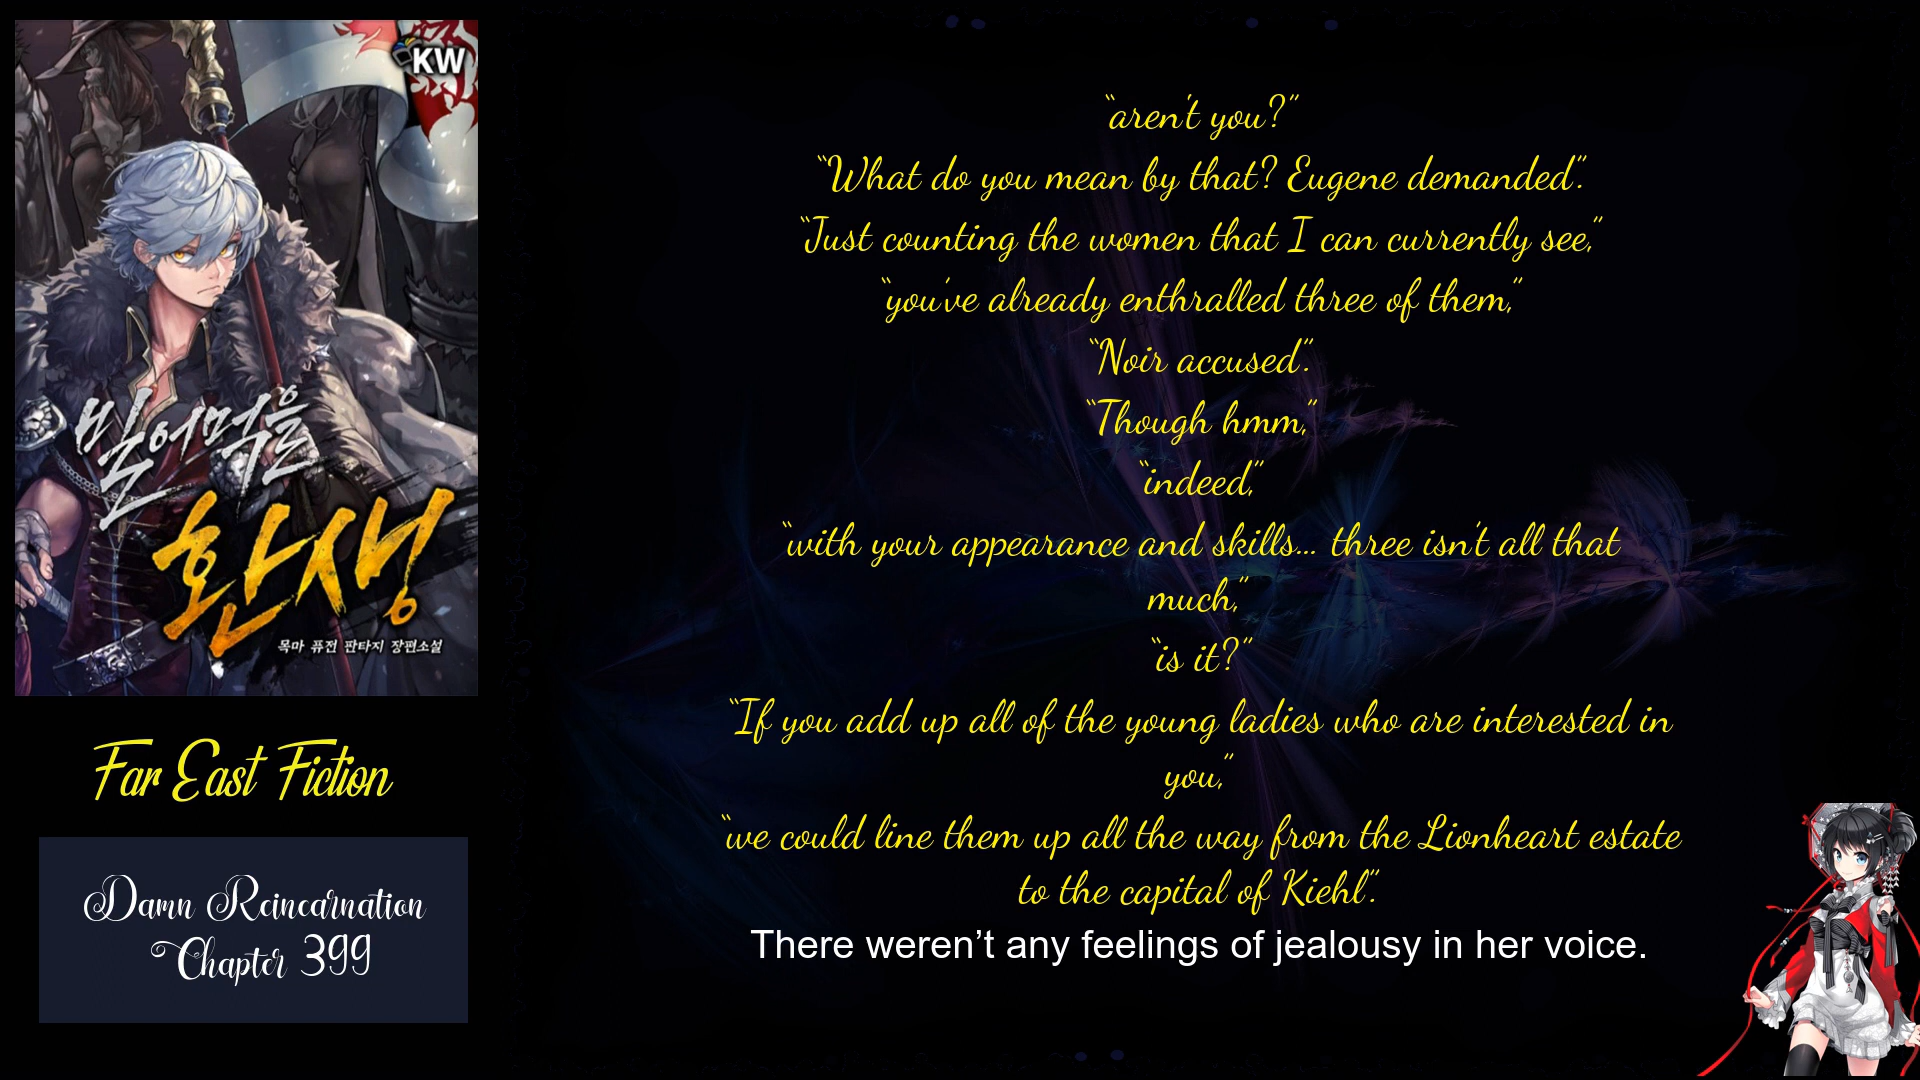 KW
빌어먹을
환생
목마 퓨전 판타지 장편소설
Far East Fiction
Damn Reincarnation
Chapter 399
“aren’t you?”
“What do you mean by that? Eugene demanded”.
“Just counting the women that I can currently see,”
“you’ve already enthralled three of them,”
“Noir accused”.
“Though hmm,”
“indeed,”
“with your appearance and skills… three isn’t all that
much,”
“is it?”
“If you add up all of the young ladies who are interested in
you,”
“we could line them up all the way from the Lionheart estate
to the capital of Kiehl”.
There weren’t any feelings of jealousy in her voice.